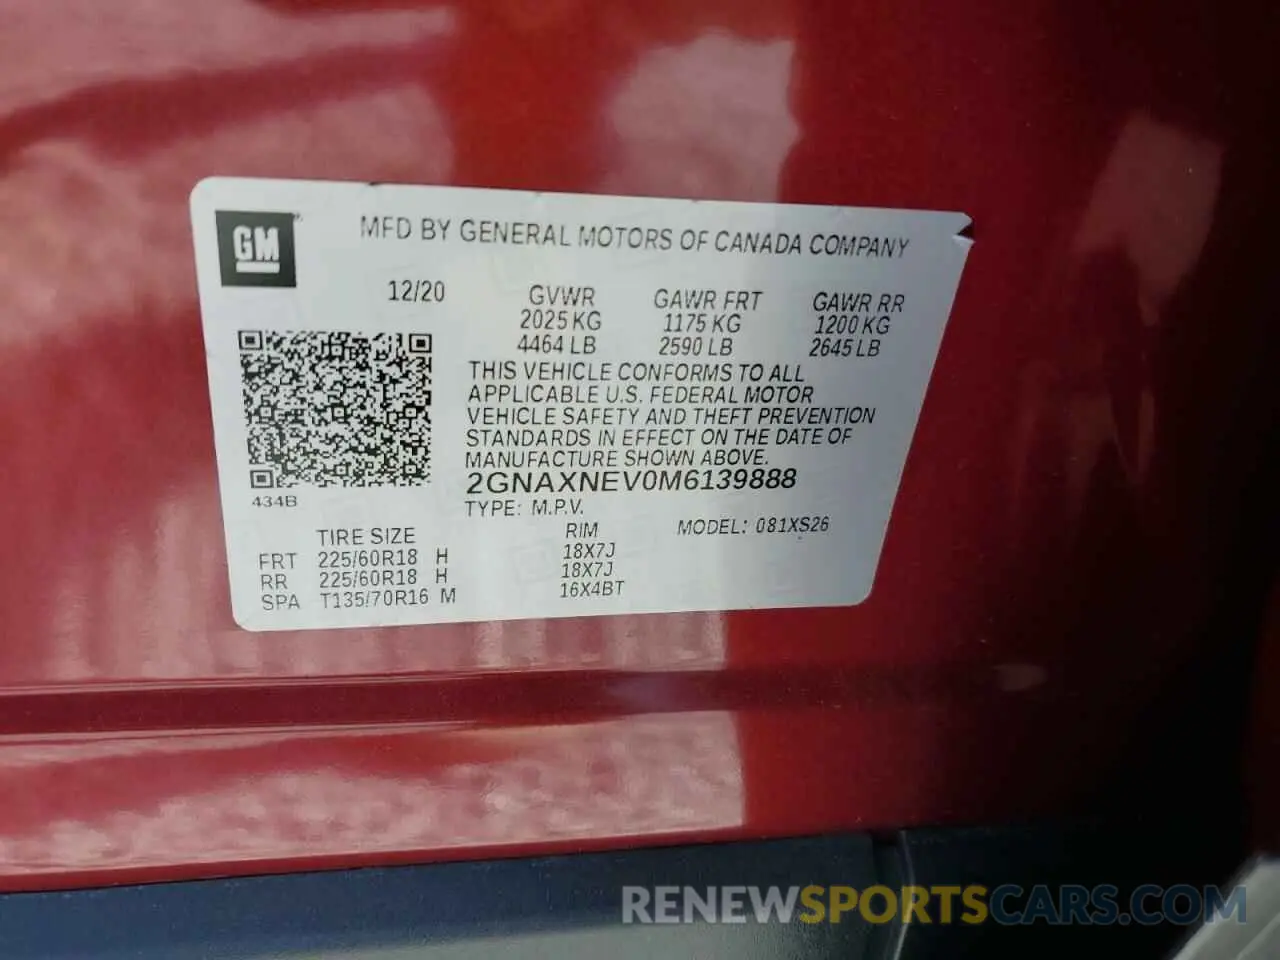 GM
MFD BY GENERAL MOTORS OF CANADA COMPANY
12/20 GVWR GAWR FRT GAWR RR
2025 KG 1175 KG 1200 KG
4464 LB 2590 LB 2645 LB
THIS VEHICLE CONFORMS TO ALL
APPLICABLE U.S. FEDERAL MOTOR
VEHICLE SAFETY AND THEFT PREVENTION
STANDARDS IN EFFECT ON THE DATE OF
MANUFACTURE SHOWN ABOVE.
2GNAXNEV0M6139888
434B
TYPE: M.P.V.
TIRE SIZE RIM MODEL: 081XS26
FRT 225/60R18 H 18X7J
RR 225/60R18 H 18X7J
SPA T135/70R16 M 16X4BT
RENEWSPORTSCARS.COM